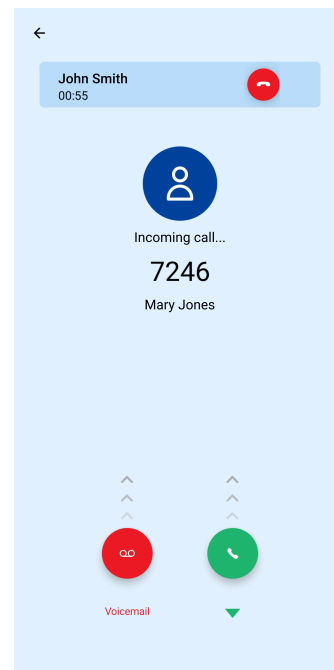 John Smith
00:55
Incoming call...
7246
Mary Jones
Voicemail